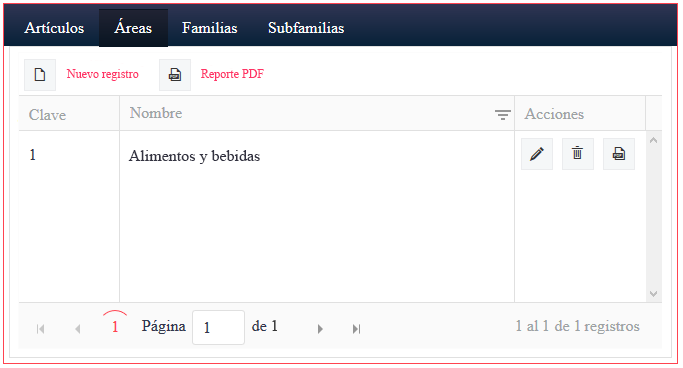 Artículos Áreas Familias Subfamilias
Nuevo registro Reporte PDF
Clave Nombre Acciones
1 Alimentos y bebidas
1 Página 1 de 1 1 al 1 de 1 registros